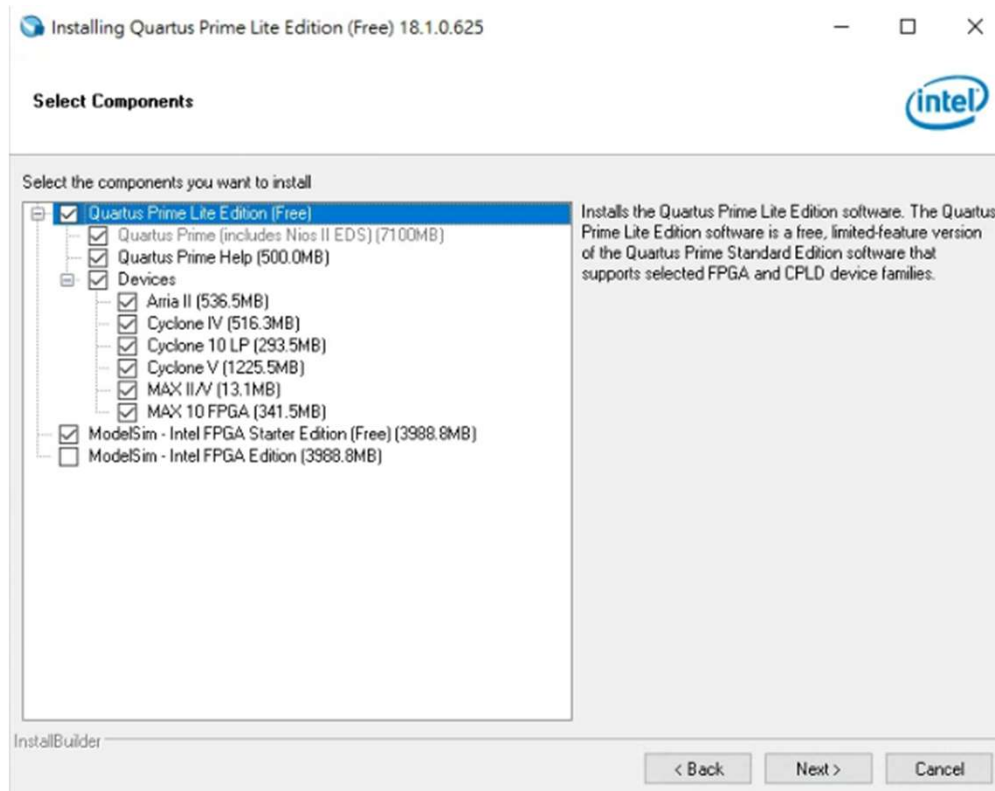 Installing Quartus Prime Lite Edition (Free) 18.1.0.625
Select Components
intel
Select the components you want to install
Quartus Prime Lite Edition (Free)
Quartus Prime (includes Nios II EDS) (7100MB)
Quartus Prime Help (500.0MB)
Devices
Arria II (536.5MB)
Cyclone IV (516.3MB)
Cyclone 10 LP (293.5MB)
Cyclone V (1225.5MB)
MAX II/V (13.1MB)
MAX 10 FPGA (341.5MB)
ModelSim - Intel FPGA Starter Edition (Free) (3988.8MB)
ModelSim - Intel FPGA Edition (3988.8MB)
Installs the Quartus Prime Lite Edition software. The Quartus
Prime Lite Edition software is a free, limited-feature version
of the Quartus Prime Standard Edition software that
supports selected FPGA and CPLD device families.
InstallBuilder
< Back
Next >
Cancel